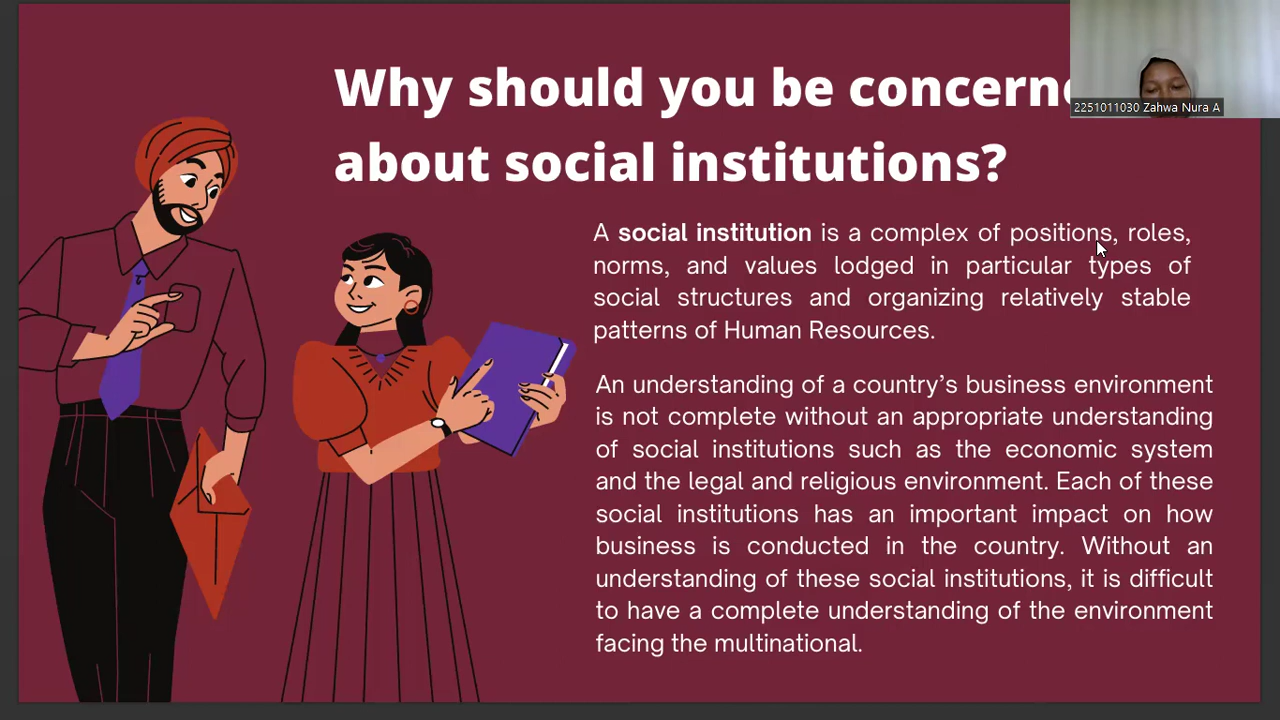 Why should you be concerne
about social institutions?
2251011030 Zahwa Nura A
A social institution is a complex of positions, roles,
norms, and values lodged in particular types of
social structures and organizing relatively stable
patterns of Human Resources.
An understanding of a country’s business environment
is not complete without an appropriate understanding
of social institutions such as the economic system
and the legal and religious environment. Each of these
social institutions has an important impact on how
business is conducted in the country. Without an
understanding of these social institutions, it is difficult
to have a complete understanding of the environment
facing the multinational.